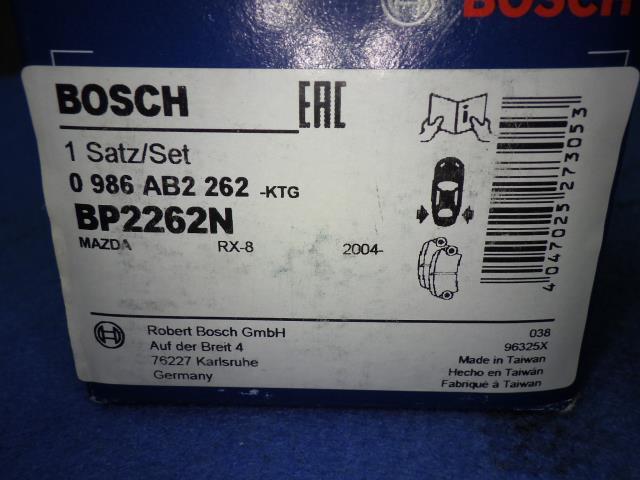 BOSCH
BOSCH
EAC
1 Satz/Set
0 986 AB2 262 -KTG
BP2262N
MAZDA RX-8 2004-
4047025273053
Robert Bosch GmbH
Auf der Breit 4
76227 Karlsruhe
Germany
038
96325X
Made in Taiwan
Hecho en Taiwán
Fabriqué à Taiwan